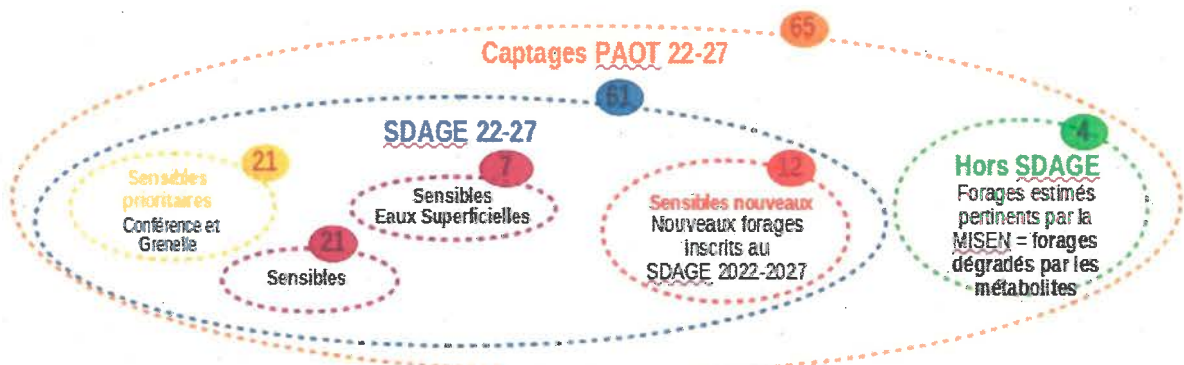 65
Captages PAOT 22-27
61
SDAGE 22-27
21
Sensibles
prioritaires
Conférence et
Grenelle
7
Sensibles
Eaux Superficielles
21
Sensibles
12
Sensibles nouveaux
Nouveaux forages
inscrits au
SDAGE 2022-2027
4
Hors SDAGE
Forages estimés
pertinents par la
MISEN = forages
dégradés par les
métabolites